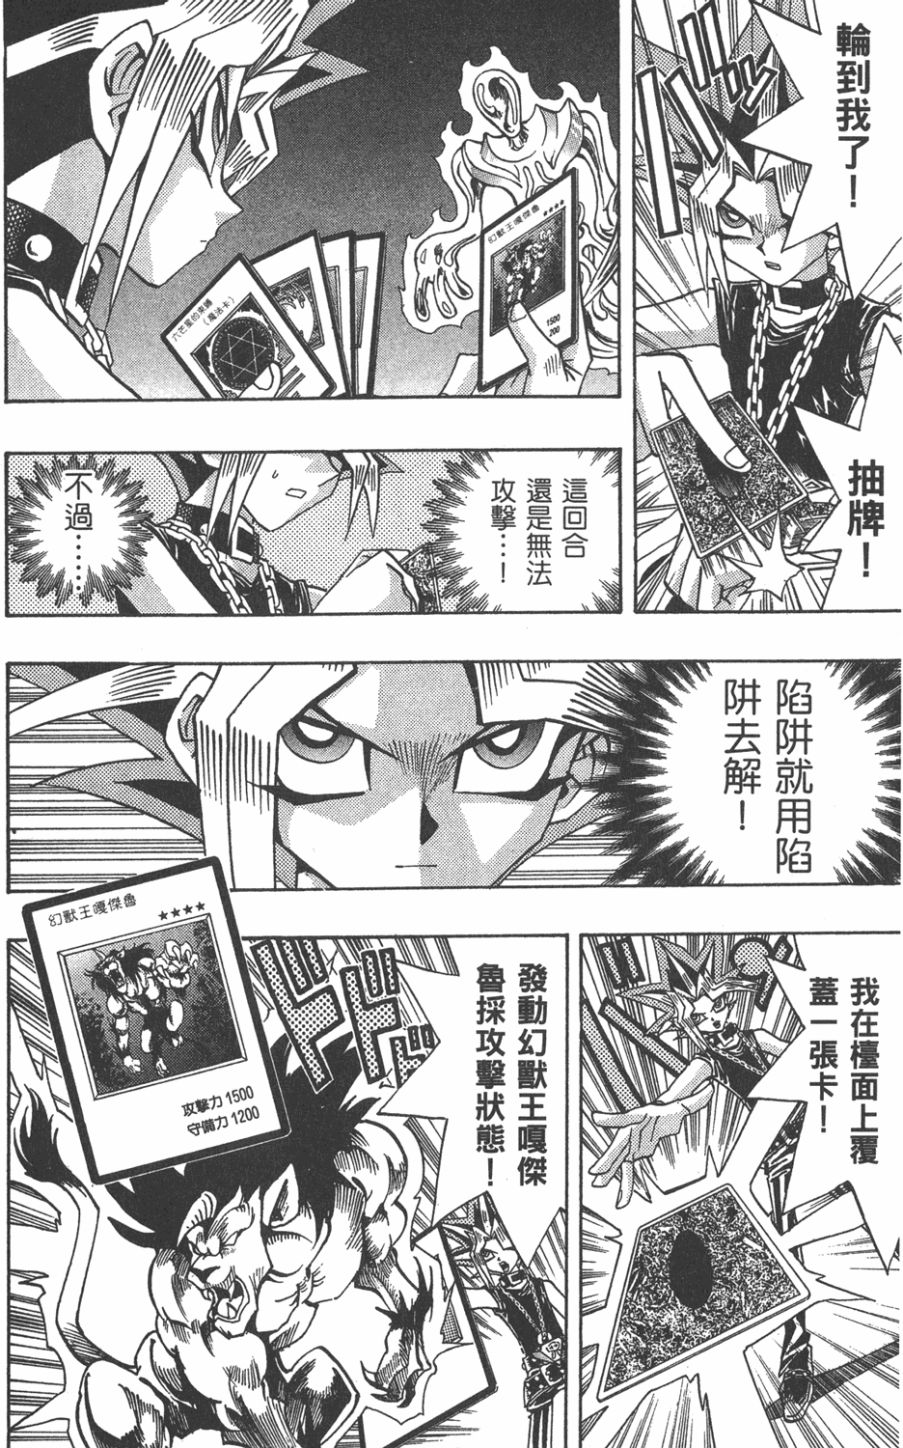 輪到我了！
抽牌！
幻獸王嘎傑魯
★★★★
1500
200
六芒星的束縛
《魔法卡》
這回合
還是無法
攻擊…！
不過……
陷阱就用陷
阱去解！
我在檯面上覆
蓋一張卡！
發動幻獸王嘎傑
魯採攻擊狀態！
ドドド
幻獸王嘎傑魯
★★★★
攻擊力 1500
守備力 1200